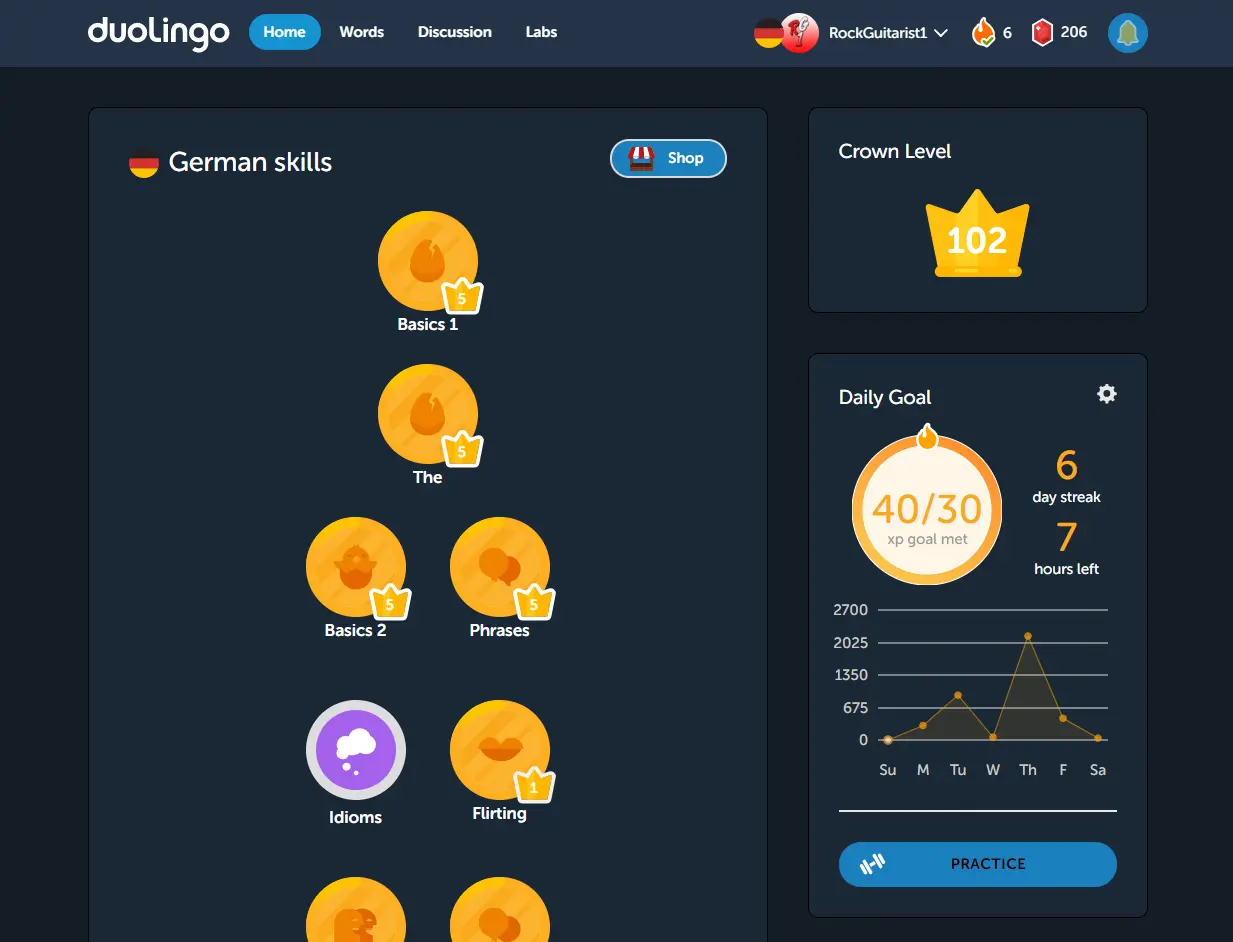 duolingo Home Words Discussion Labs RockGuitarist1 6 206
German skills
Shop
5
Basics 1
5
The
5 5
Basics 2 Phrases
1
Idioms Flirting
Crown Level
102
Daily Goal
40/30
xp goal met
6
day streak
7
hours left
2700
2025
1350
675
0
Su M Tu W Th F Sa
PRACTICE